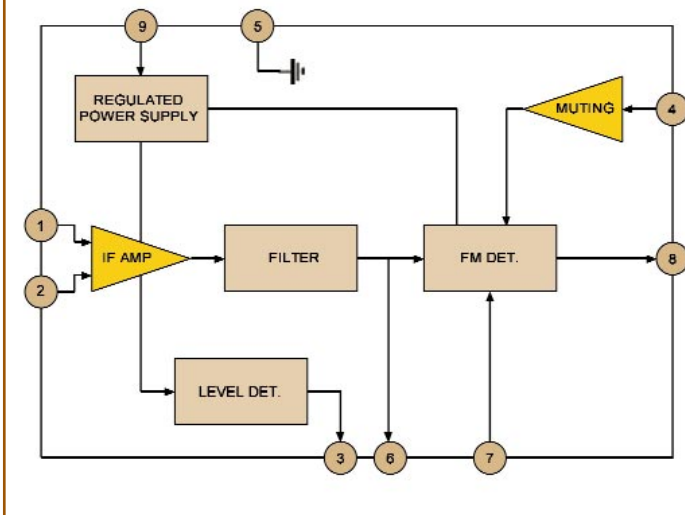 9
5
REGULATED
POWER SUPPLY
MUTING
4
1
IF AMP
FILTER
FM DET.
8
2
LEVEL DET.
3
6
7